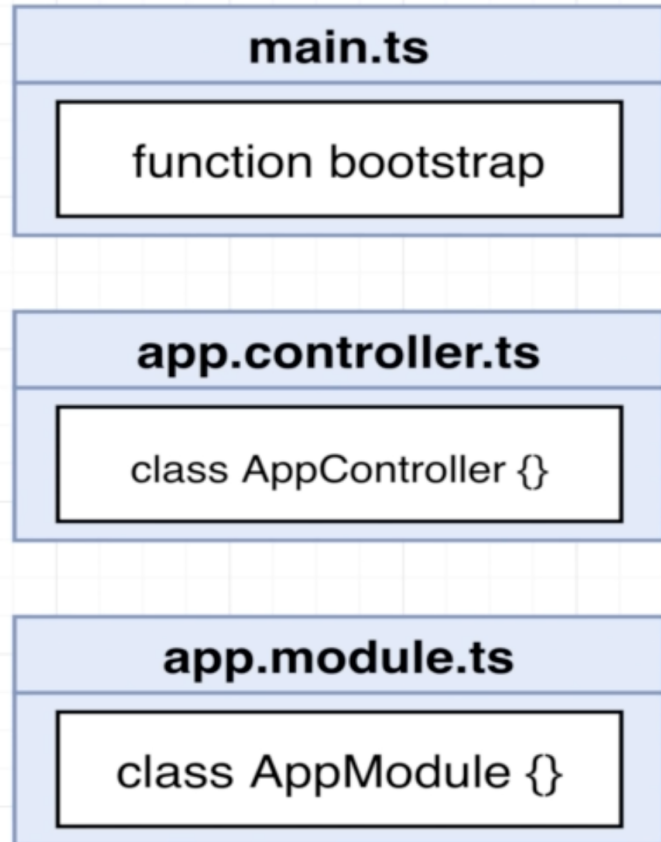 main.ts
function bootstrap
app.controller.ts
class AppController {}
app.module.ts
class AppModule {}